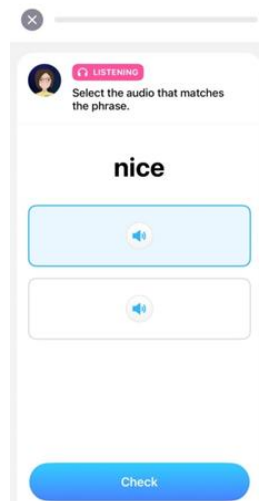 LISTENING
Select the audio that matches
the phrase.
nice
Check